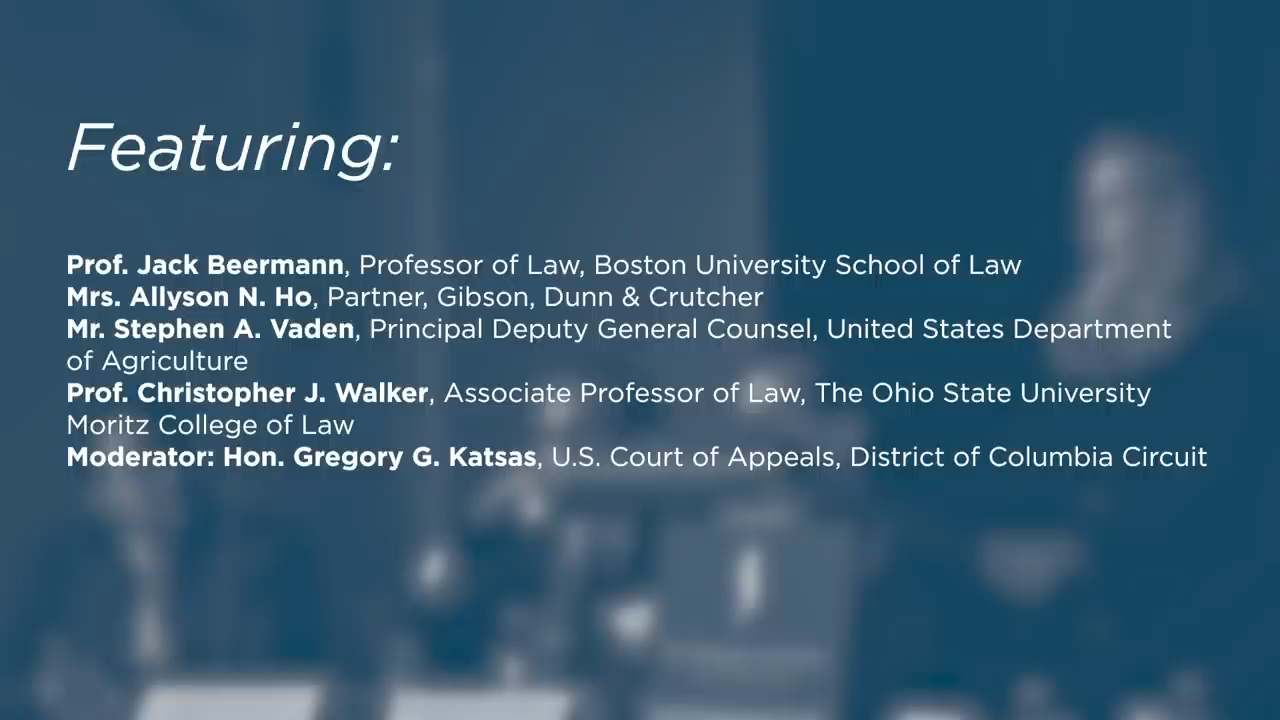 Featuring:
Prof. Jack Beermann, Professor of Law, Boston University School of Law
Mrs. Allyson N. Ho, Partner, Gibson, Dunn & Crutcher
Mr. Stephen A. Vaden, Principal Deputy General Counsel, United States Department
of Agriculture
Prof. Christopher J. Walker, Associate Professor of Law, The Ohio State University
Moritz College of Law
Moderator: Hon. Gregory G. Katsas, U.S. Court of Appeals, District of Columbia Circuit